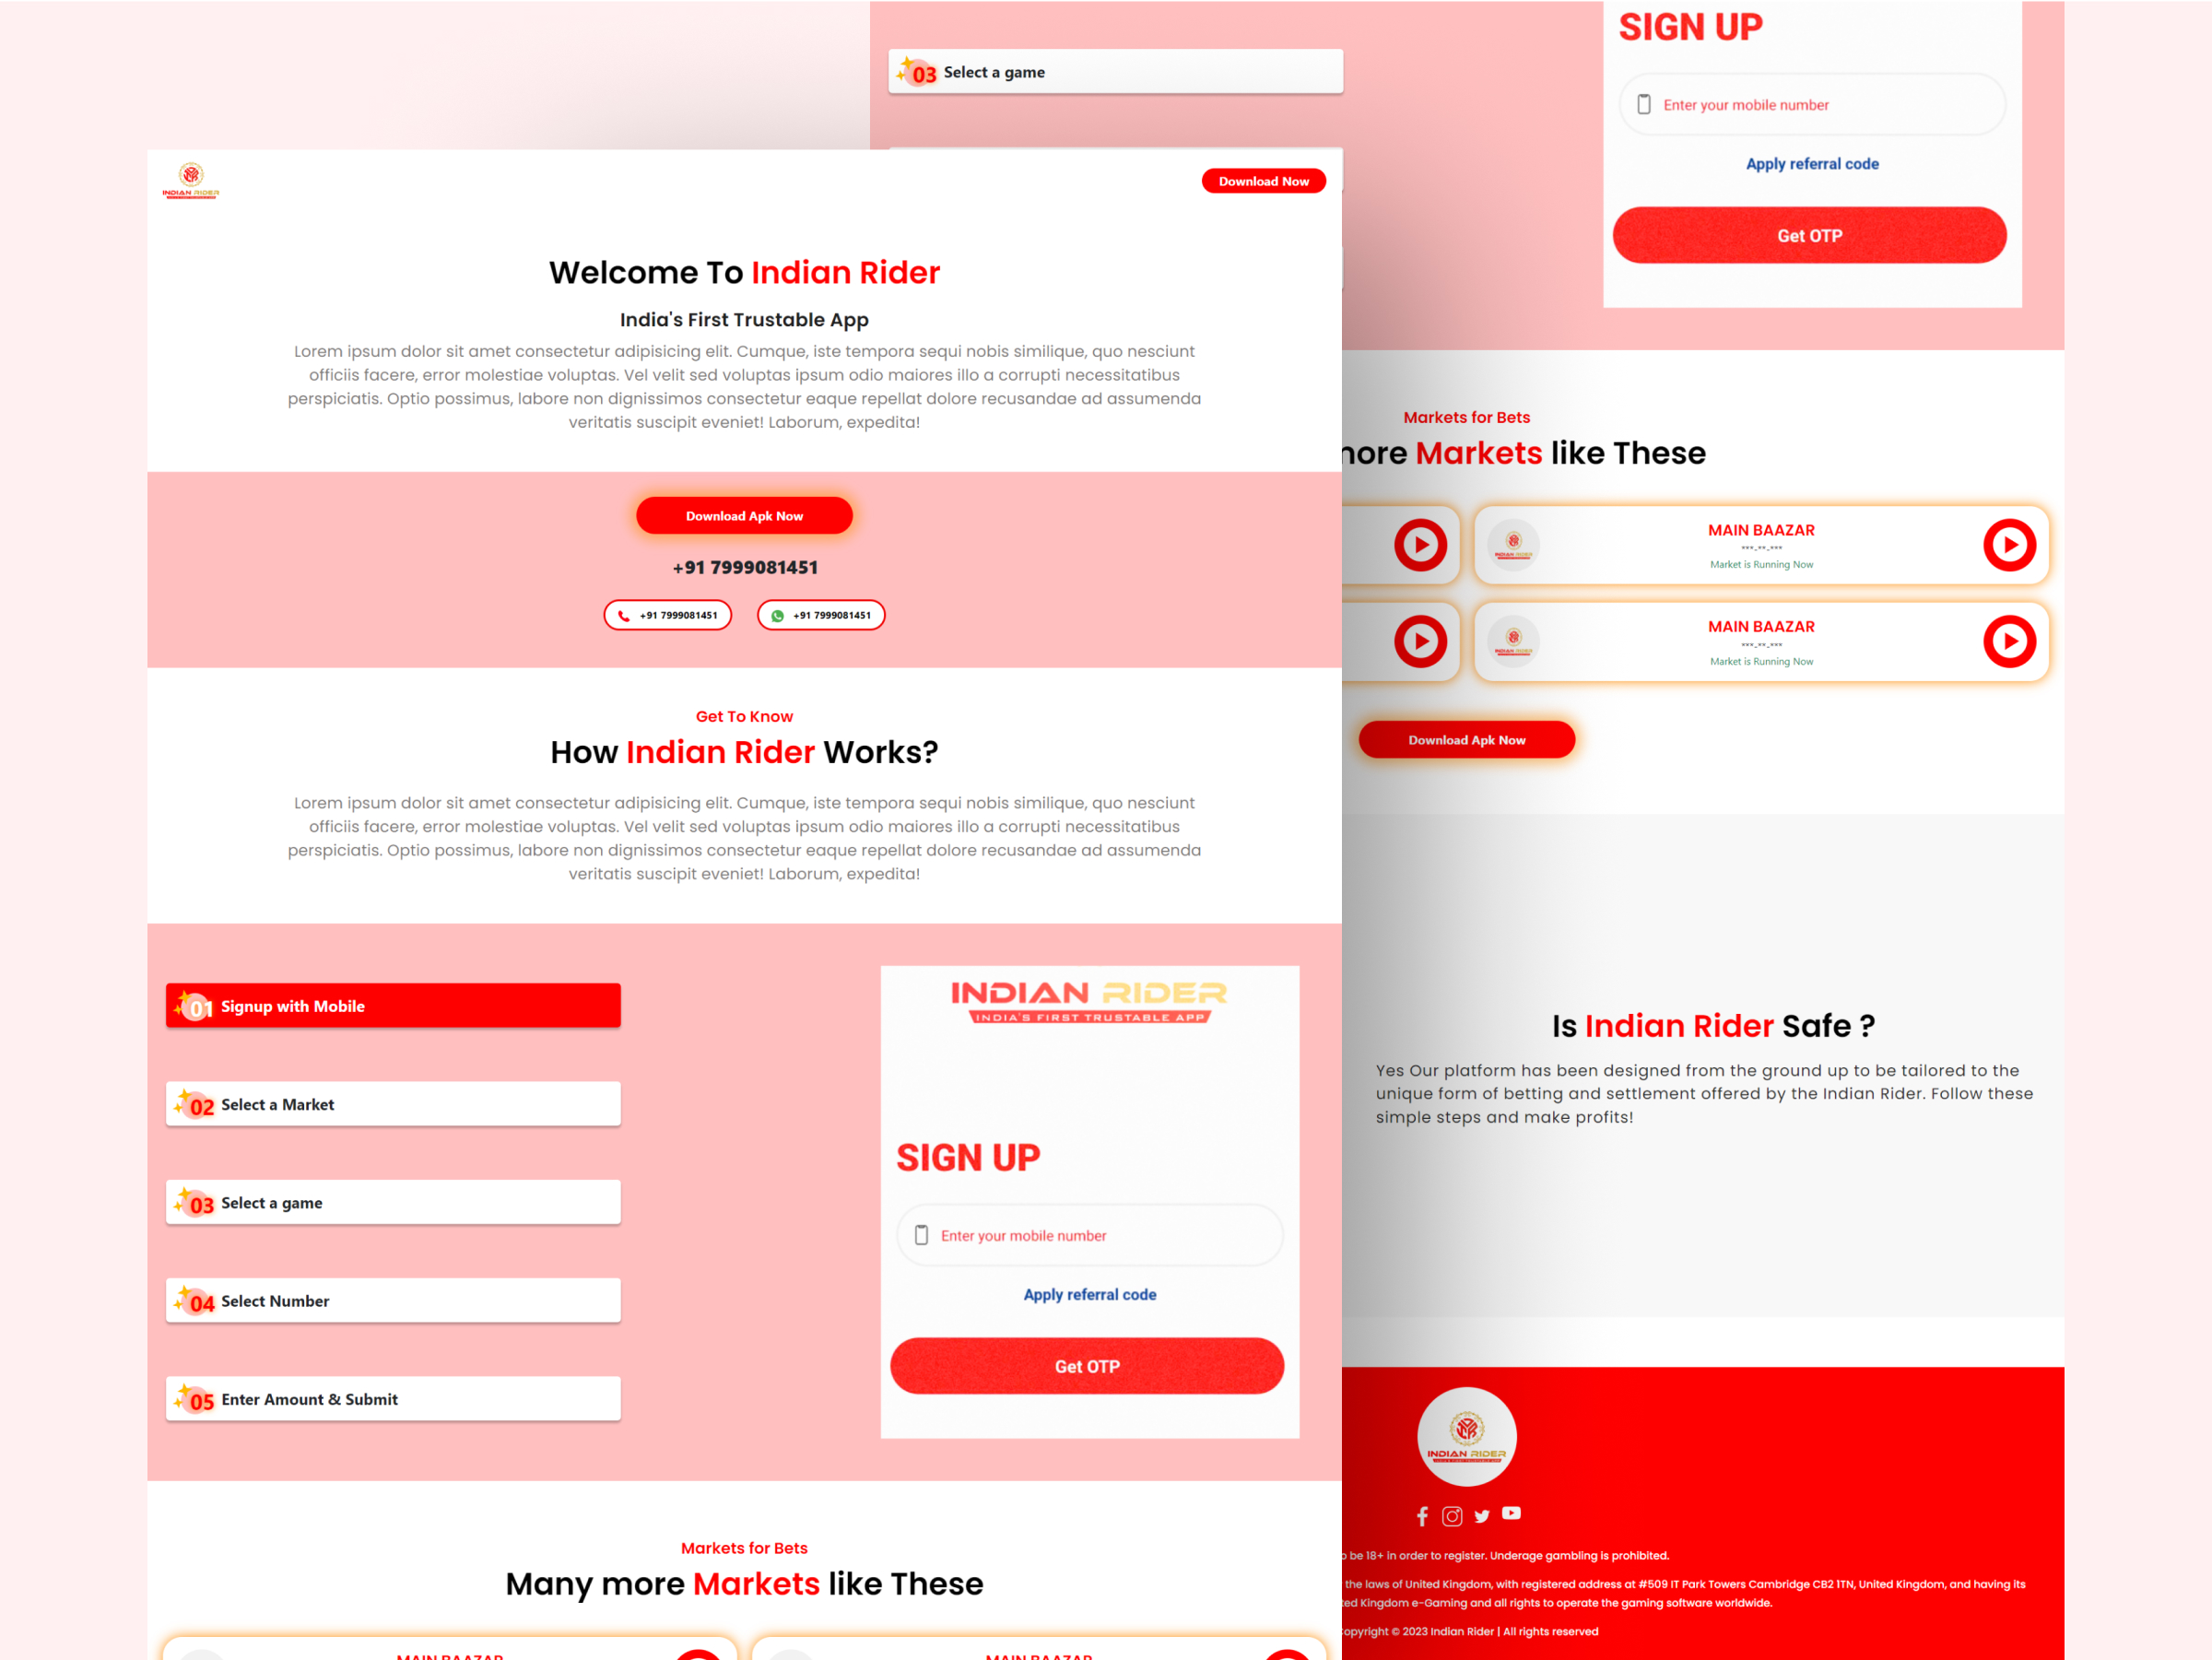 INDIAN RIDER
Download Now
Welcome To Indian Rider
India's First Trustable App
Lorem ipsum dolor sit amet consectetur adipisicing elit. Cumque, iste tempora sequi nobis similique, quo nesciunt
officiis facere, error molestiae voluptas. Vel velit sed voluptas ipsum odio maiores illo a corrupti necessitatibus
perspiciatis. Optio possimus, labore non dignissimos consectetur eaque repellat dolore recusandae ad assumenda
veritatis suscipit eveniet! Laborum, expedita!
Download Apk Now
+91 7999081451
+91 7999081451
+91 7999081451
Get To Know
How Indian Rider Works?
Lorem ipsum dolor sit amet consectetur adipisicing elit. Cumque, iste tempora sequi nobis similique, quo nesciunt
officiis facere, error molestiae voluptas. Vel velit sed voluptas ipsum odio maiores illo a corrupti necessitatibus
perspiciatis. Optio possimus, labore non dignissimos consectetur eaque repellat dolore recusandae ad assumenda
veritatis suscipit eveniet! Laborum, expedita!
01 Signup with Mobile
02 Select a Market
03 Select a game
04 Select Number
05 Enter Amount & Submit
INDIAN RIDER
INDIA'S FIRST TRUSTABLE APP
SIGN UP
Enter your mobile number
Apply referral code
Get OTP
Markets for Bets
Many more Markets like These
MAIN BAAZAR
MAIN BAAZAR
03 Select a game
SIGN UP
Enter your mobile number
Apply referral code
Get OTP
Markets for Bets
more Markets like These
INDIAN RIDER
MAIN BAAZAR
***-**-***
Market is Running Now
INDIAN RIDER
MAIN BAAZAR
***-**-***
Market is Running Now
Download Apk Now
Is Indian Rider Safe ?
Yes Our platform has been designed from the ground up to be tailored to the
unique form of betting and settlement offered by the Indian Rider. Follow these
simple steps and make profits!
INDIAN RIDER
be 18+ in order to register. Underage gambling is prohibited.
the laws of United Kingdom, with registered address at #509 IT Park Towers Cambridge CB2 1TN, United Kingdom, and having its
ted Kingdom e-Gaming and all rights to operate the gaming software worldwide.
opyright © 2023 Indian Rider | All rights reserved